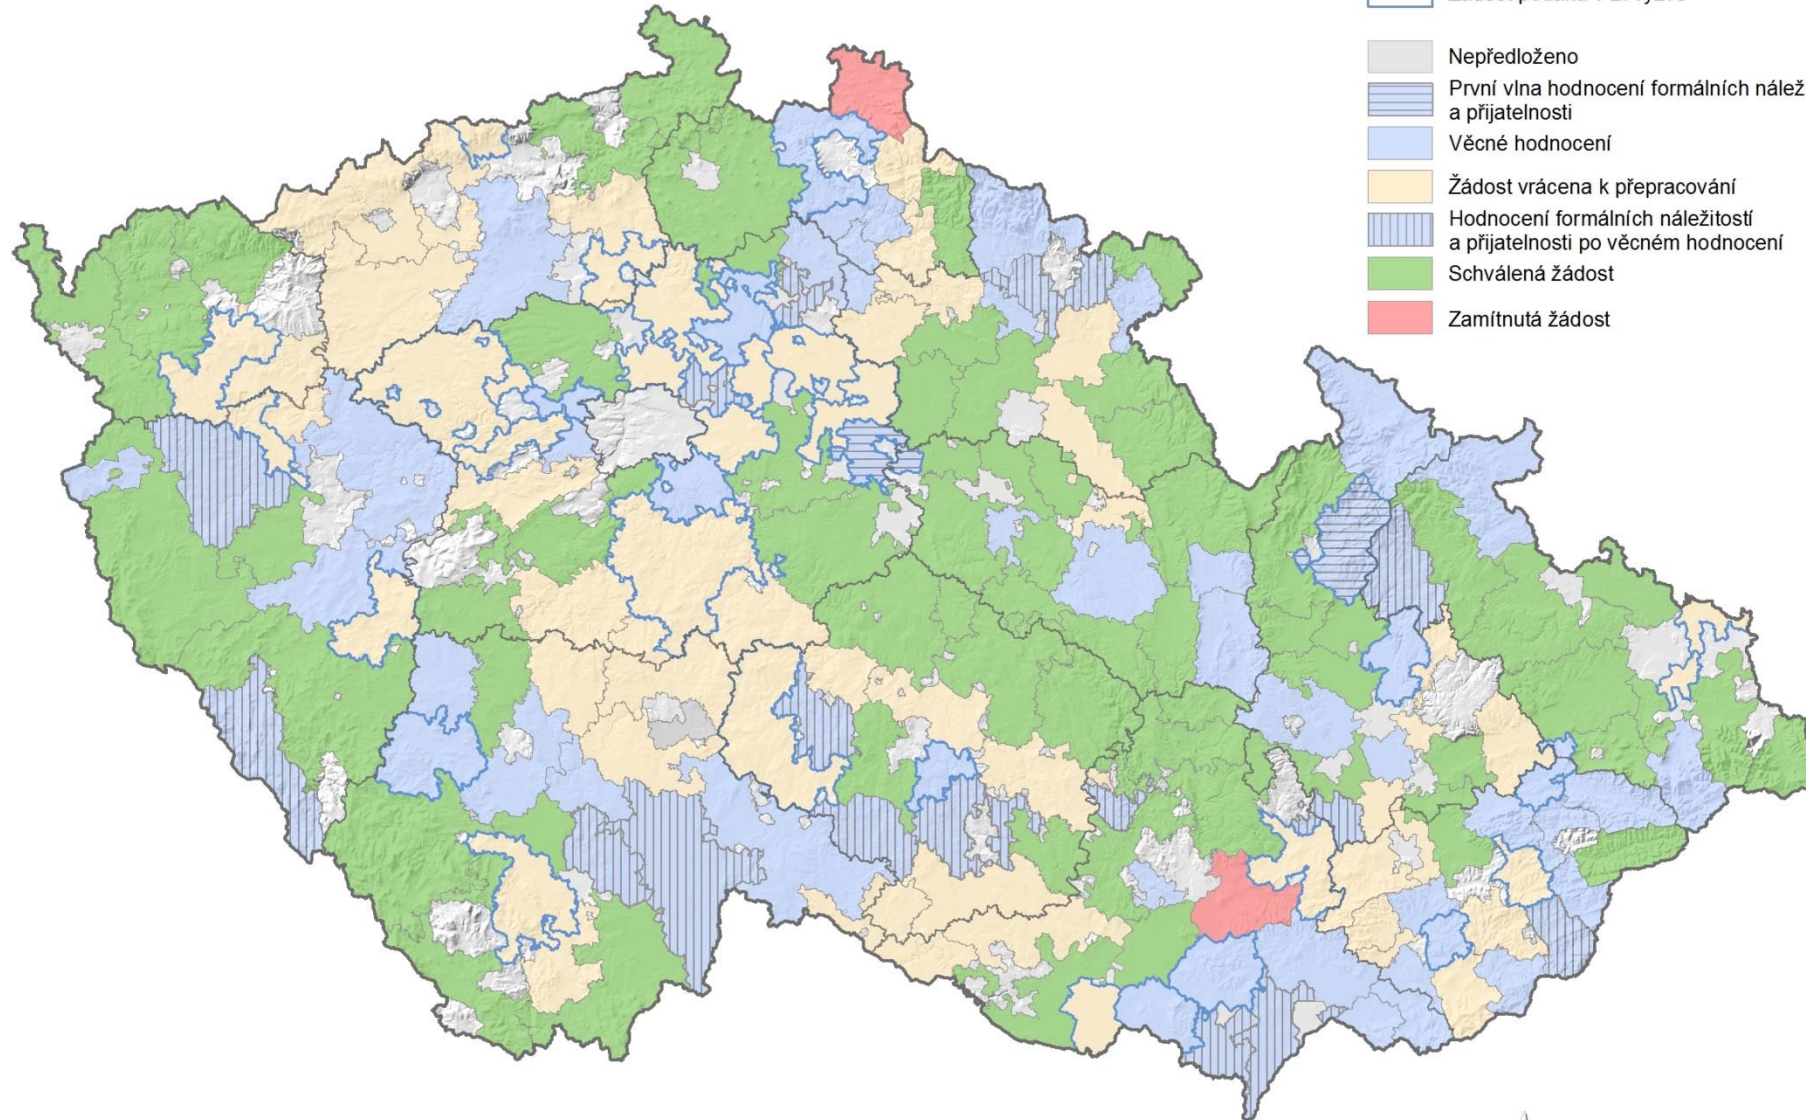 Nepředloženo
První vlna hodnocení formálních nálež
a přijatelnosti
Věcné hodnocení
Žádost vrácena k přepracování
Hodnocení formálních náležitostí
a přijatelnosti po věcném hodnocení
Schválená žádost
Zamítnutá žádost